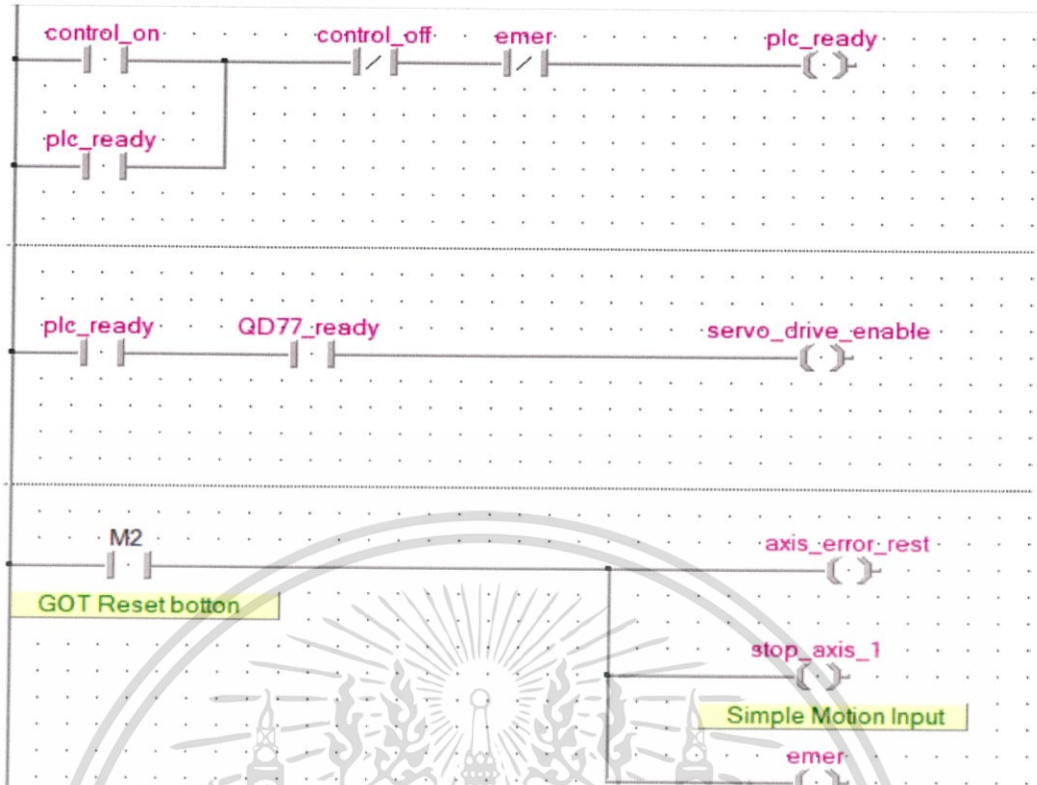 control_on control_off emer plc_ready
plc_ready
plc_ready QD77_ready servo_drive_enable
M2 axis_error_rest
GOT Reset botton
stop_axis_1
Simple Motion Input
emer